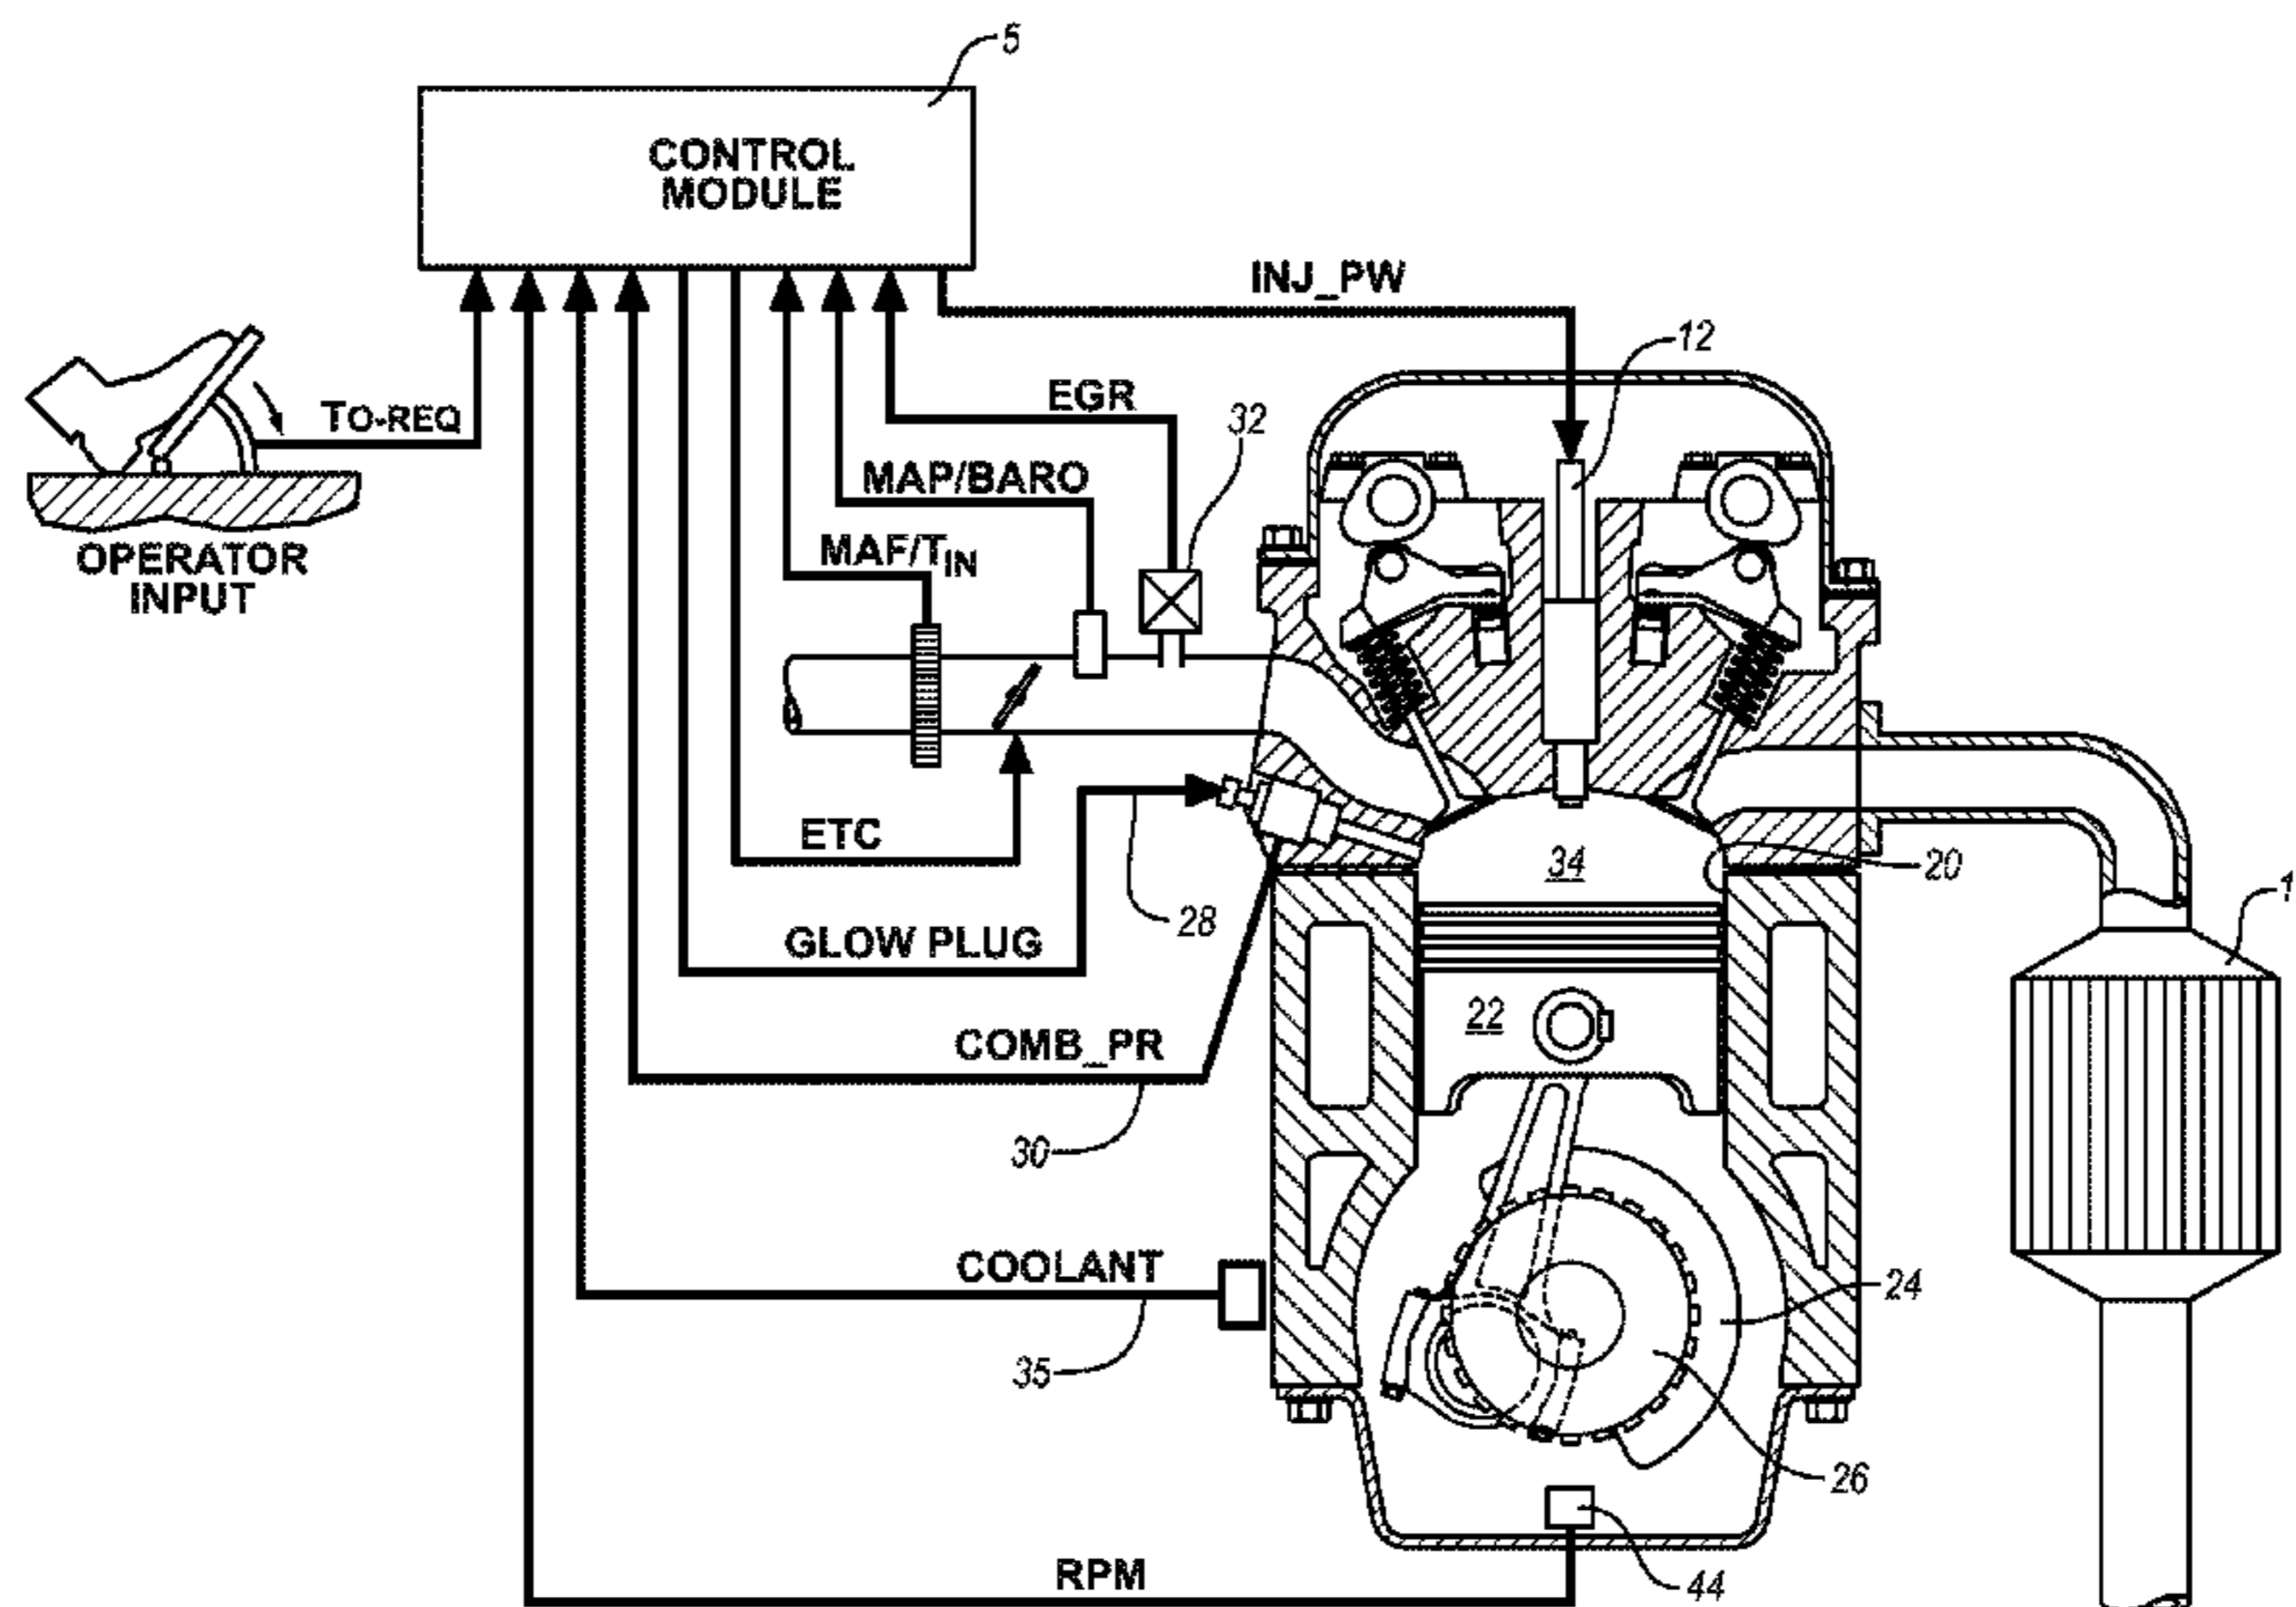 5
CONTROL
MODULE
INJ_PW
12
EGR
32
TO-REQ
MAP/BARO
OPERATOR
INPUT
MAF/TIN
ETC
34
20
28
1
GLOW PLUG
22
COMB_PR
30
COOLANT
24
35
26
RPM
44